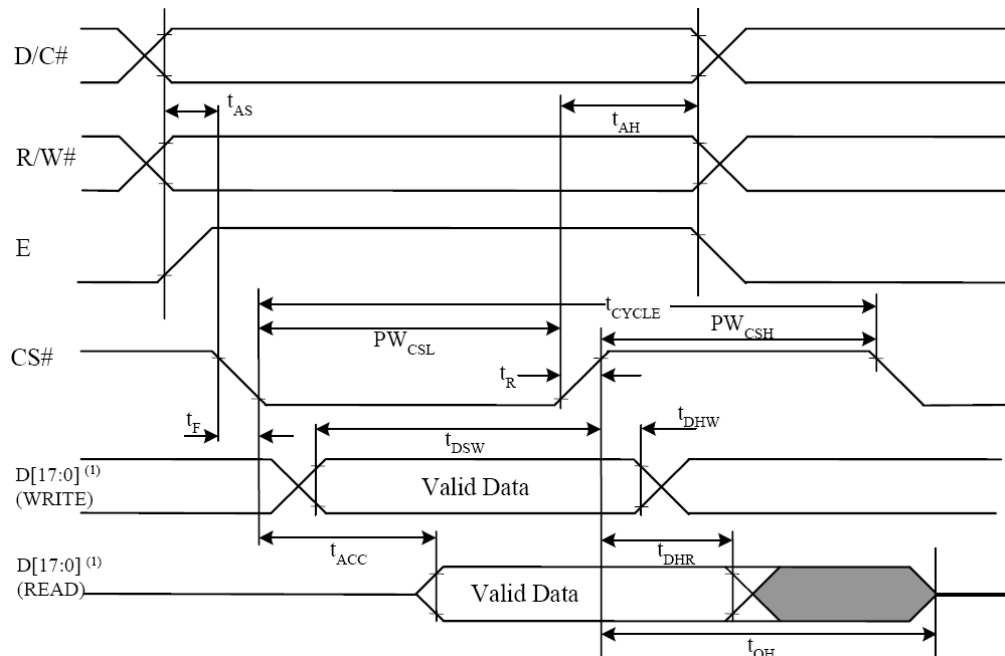 D/C#
t_AS
t_AH
R/W#
E
t_CYCLE
PW_CSL
PW_CSH
CS#
t_R
t_F
t_DSW
t_DHW
D[17:0] (1)
(WRITE)
Valid Data
t_ACC
t_DHR
D[17:0] (1)
(READ)
Valid Data
t_OH